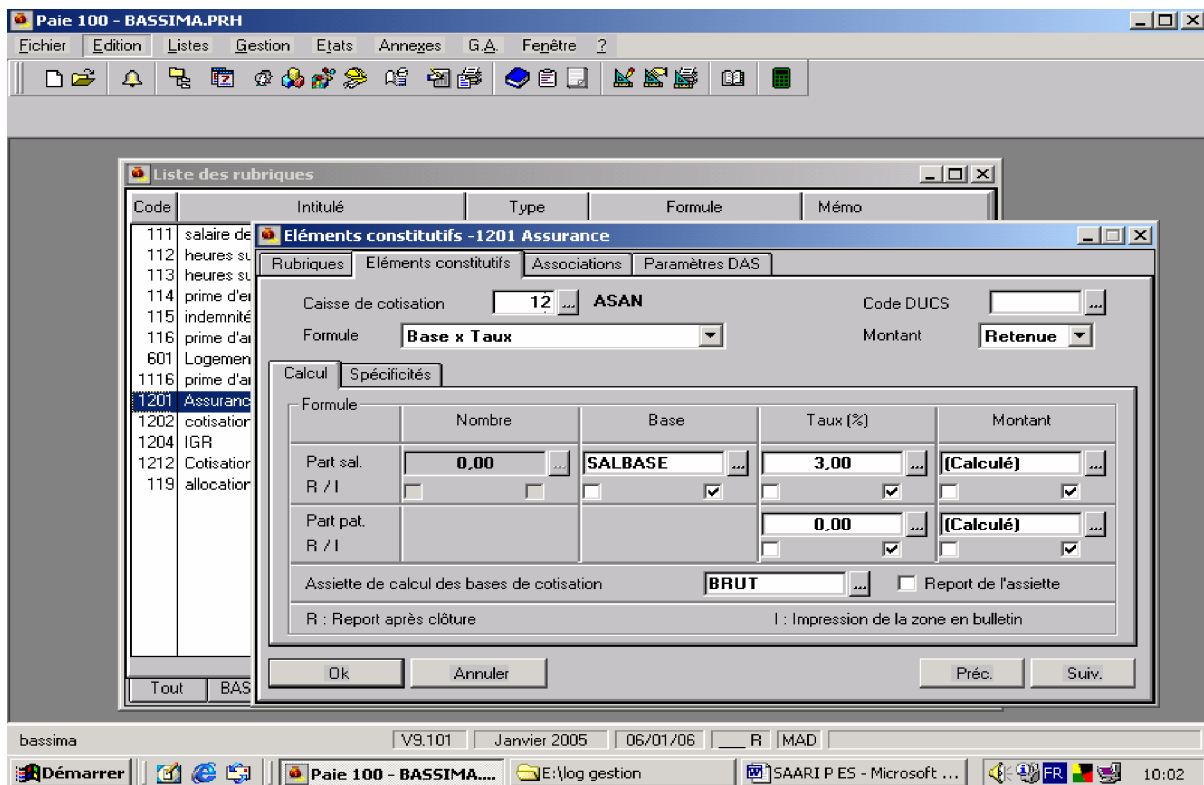 Paie 100 - BASSIMA.PRH
Fichier Edition Listes Gestion Etats Annexes G.A. Fenêtre ?
Liste des rubriques
Code Intitulé Type Formule Mémo
111 salaire de
112 heures su
113 heures su
114 prime d'e
115 indemnité
116 prime d'a
601 Logemen
1116 prime d'a
1201 Assuranc
1202 cotisation
1204 IGR
1212 Cotisation
119 allocation
Tout BAS
Eléments constitutifs -1201 Assurance
Rubriques Eléments constitutifs Associations Paramètres DAS
Caisse de cotisation 12 ... ASAN Code DUCS ...
Formule Base x Taux Montant Retenue
Calcul Spécificités
Formule
Nombre Base Taux (%) Montant
Part sal. 0,00 ... SALBASE ... 3,00 ... (Calculé) ...
R / I
Part pat. 0,00 ... (Calculé) ...
R / I
Assiette de calcul des bases de cotisation BRUT ... Report de l'assiette
R : Report après clôture I : Impression de la zone en bulletin
Ok Annuler Préc. Suiv.
bassima V9.101 Janvier 2005 06/01/06 ___ R MAD
Démarrer Paie 100 - BASSIMA.... E:\log gestion SAARI P ES - Microsoft ... FR 10:02